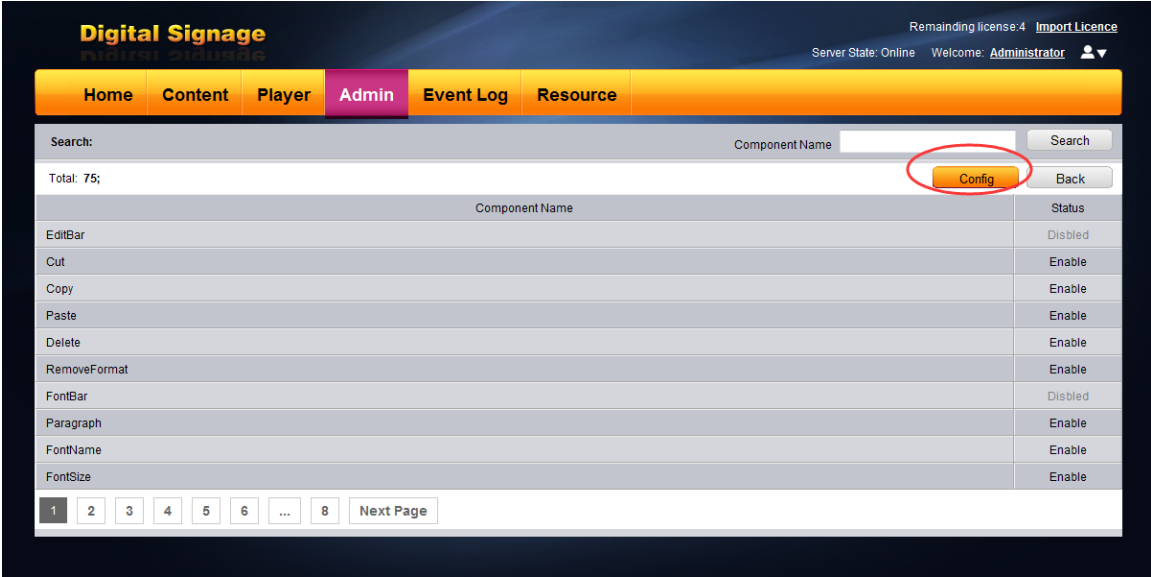 Digital Signage
Remainding license:4 Import Licence
Server State: Online Welcome: Administrator
Home Content Player Admin Event Log Resource
Search: Component Name Search
Total: 75; Config Back
Component Name Status
EditBar Disbled
Cut Enable
Copy Enable
Paste Enable
Delete Enable
RemoveFormat Enable
FontBar Disbled
Paragraph Enable
FontName Enable
FontSize Enable
1 2 3 4 5 6 ... 8 Next Page